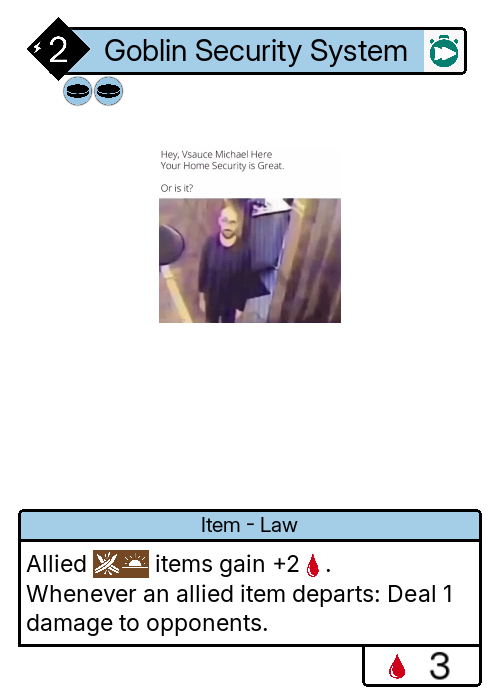 2
Goblin Security System
Hey, Vsauce Michael Here
Your Home Security is Great.
Or is it?
Item - Law
Allied items gain +2 .
Whenever an allied item departs: Deal 1
damage to opponents.
3